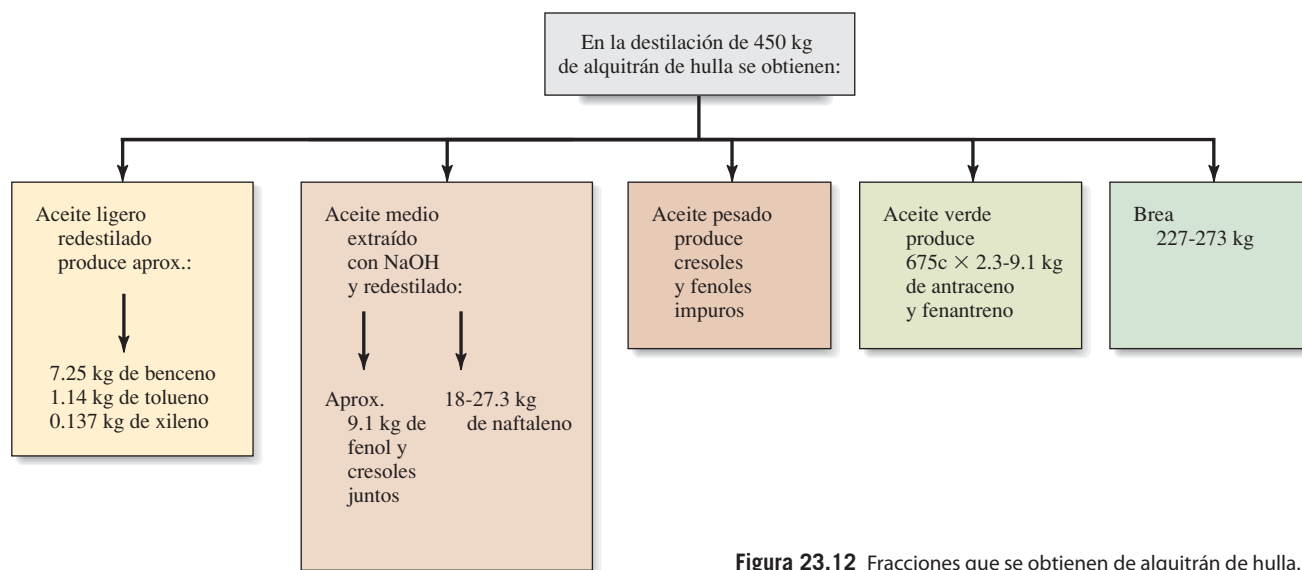 En la destilación de 450 kg
de alquitrán de hulla se obtienen:
Aceite ligero
redestilado
produce aprox.:
7.25 kg de benceno
1.14 kg de tolueno
0.137 kg de xileno
Aceite medio
extraído
con NaOH
y redestilado:
Aprox.
9.1 kg de
fenol y
cresoles
juntos
18-27.3 kg
de naftaleno
Aceite pesado
produce
cresoles
y fenoles
impuros
Aceite verde
produce
675c × 2.3-9.1 kg
de antraceno
y fenantreno
Brea
227-273 kg
Figura 23.12 Fracciones que se obtienen de alquitrán de hulla.